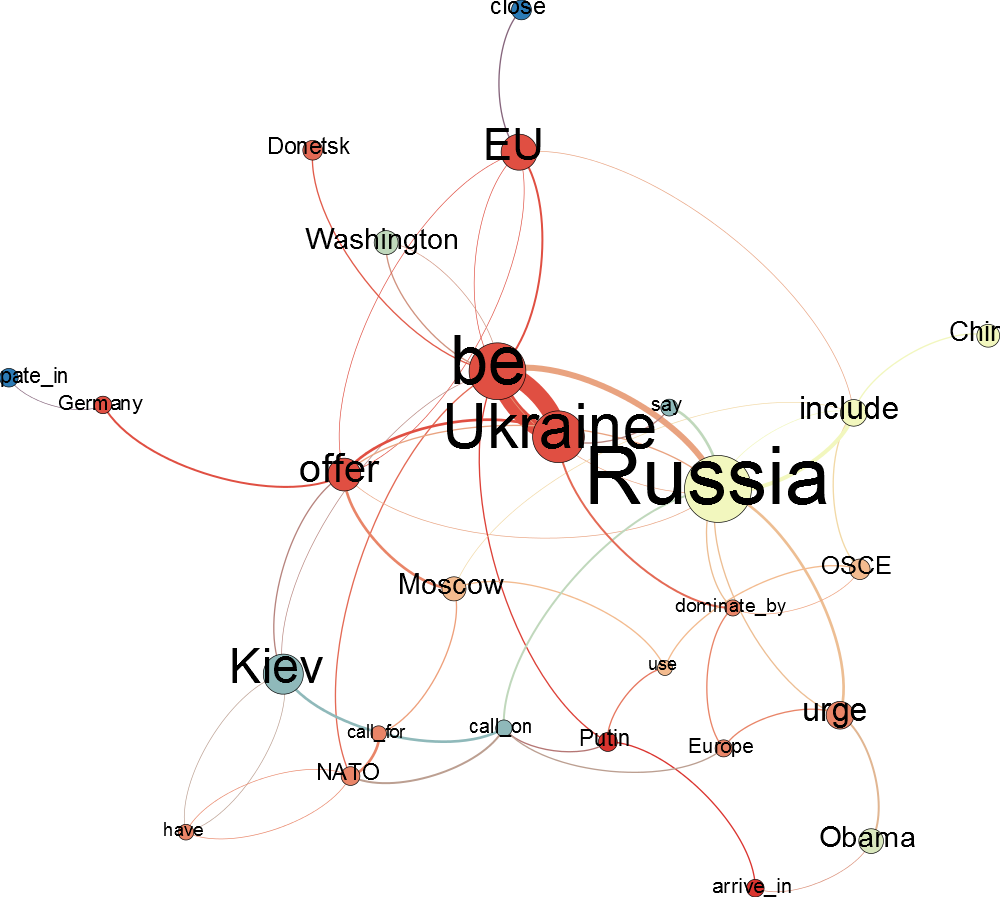 close
EU
Donetsk
Washington
Chin
be
pate_in
Germany
say
include
Ukraine
offer
Russia
OSCE
Moscow
dominate_by
Kiev
use
urge
call_for
call_on
Putin
Europe
NATO
have
Obama
arrive_in